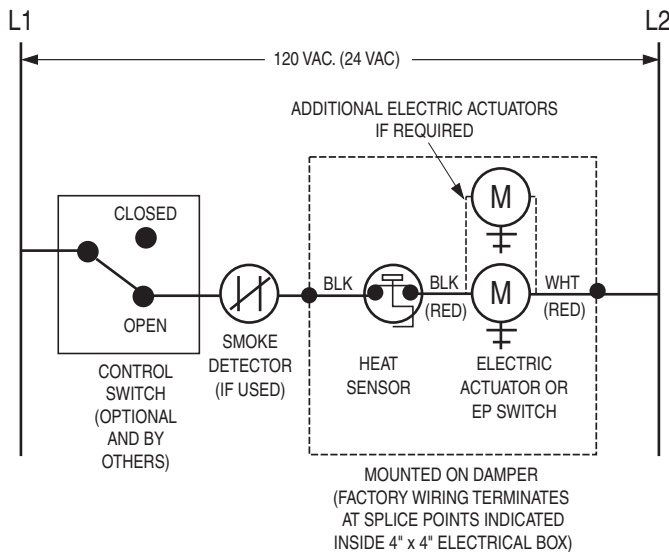 L1
L2
120 VAC. (24 VAC)
ADDITIONAL ELECTRIC ACTUATORS
IF REQUIRED
M
CLOSED
OPEN
BLK
BLK
(RED)
M
WHT
(RED)
SMOKE
DETECTOR
(IF USED)
HEAT
SENSOR
ELECTRIC
ACTUATOR OR
EP SWITCH
CONTROL
SWITCH
(OPTIONAL
AND BY
OTHERS)
MOUNTED ON DAMPER
(FACTORY WIRING TERMINATES
AT SPLICE POINTS INDICATED
INSIDE 4" x 4" ELECTRICAL BOX)